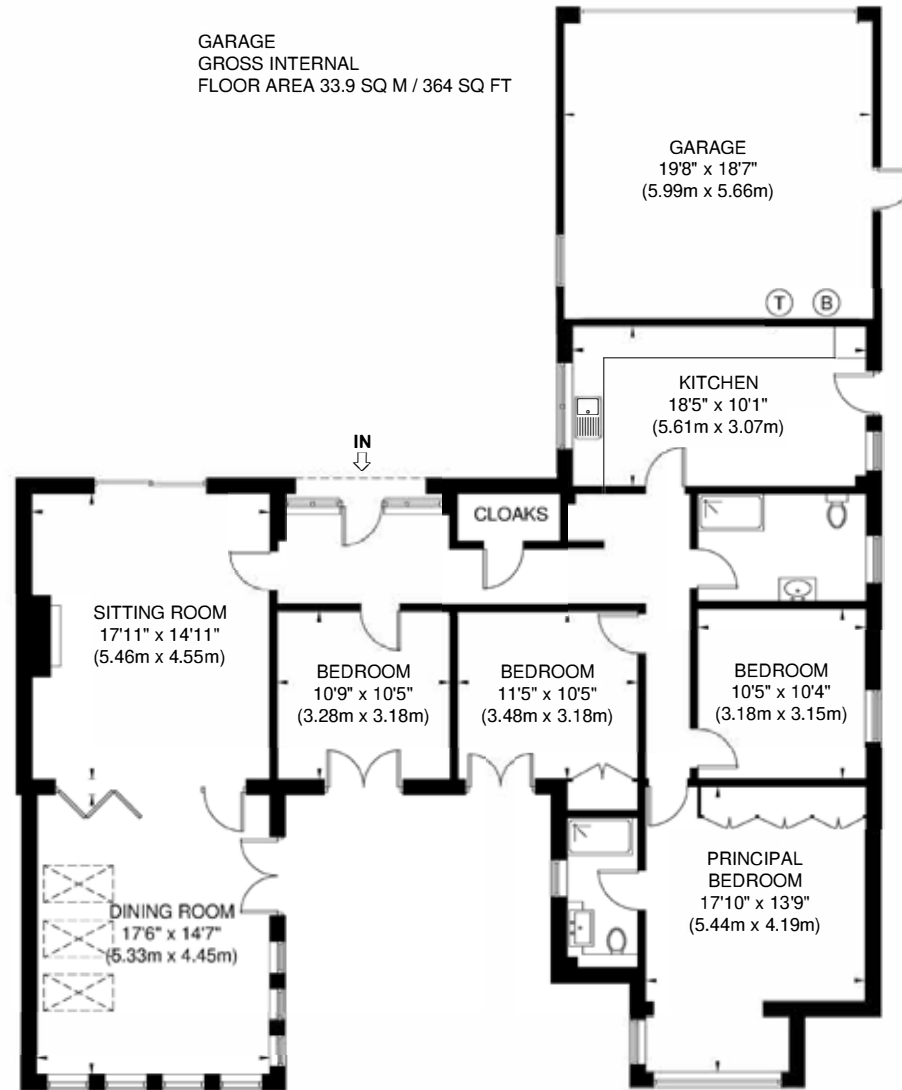 GARAGE
GROSS INTERNAL
FLOOR AREA 33.9 SQ M / 364 SQ FT
GARAGE
19'8" x 18'7"
(5.99m x 5.66m)
T B
KITCHEN
18'5" x 10'1"
(5.61m x 3.07m)
IN
CLOAKS
SITTING ROOM
17'11" x 14'11"
(5.46m x 4.55m)
BEDROOM
10'9" x 10'5"
(3.28m x 3.18m)
BEDROOM
11'5" x 10'5"
(3.48m x 3.18m)
BEDROOM
10'5" x 10'4"
(3.18m x 3.15m)
PRINCIPAL
BEDROOM
17'10" x 13'9"
(5.44m x 4.19m)
DINING ROOM
17'6" x 14'7"
(5.33m x 4.45m)